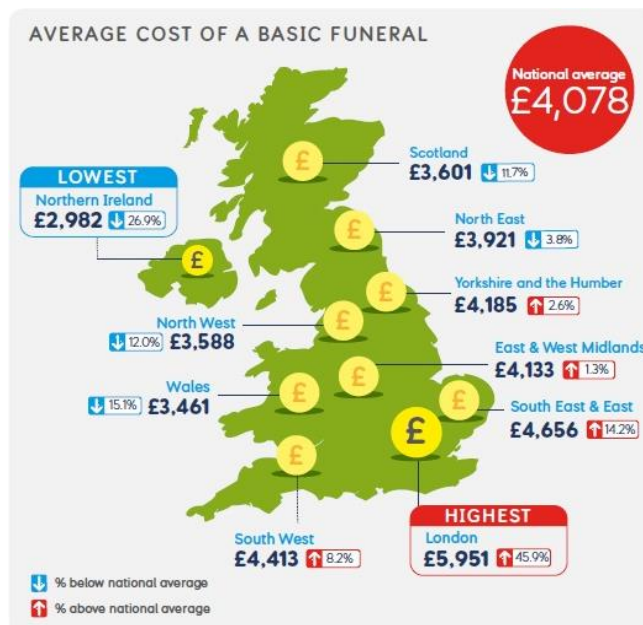 AVERAGE COST OF A BASIC FUNERAL
National average
£4,078
Scotland
£3,601 11.7%
LOWEST
Northern Ireland
£2,982 26.9%
£
£
North East
£3,921 3.8%
£
£
Yorkshire and the Humber
£4,185 2.6%
£
North West
12.0% £3,588
East & West Midlands
£4,133 1.3%
£
Wales
15.1% £3,461
£
£
South East & East
£4,656 14.2%
£
£
South West
£4,413 8.2%
HIGHEST
London
£5,951 45.9%
% below national average
% above national average